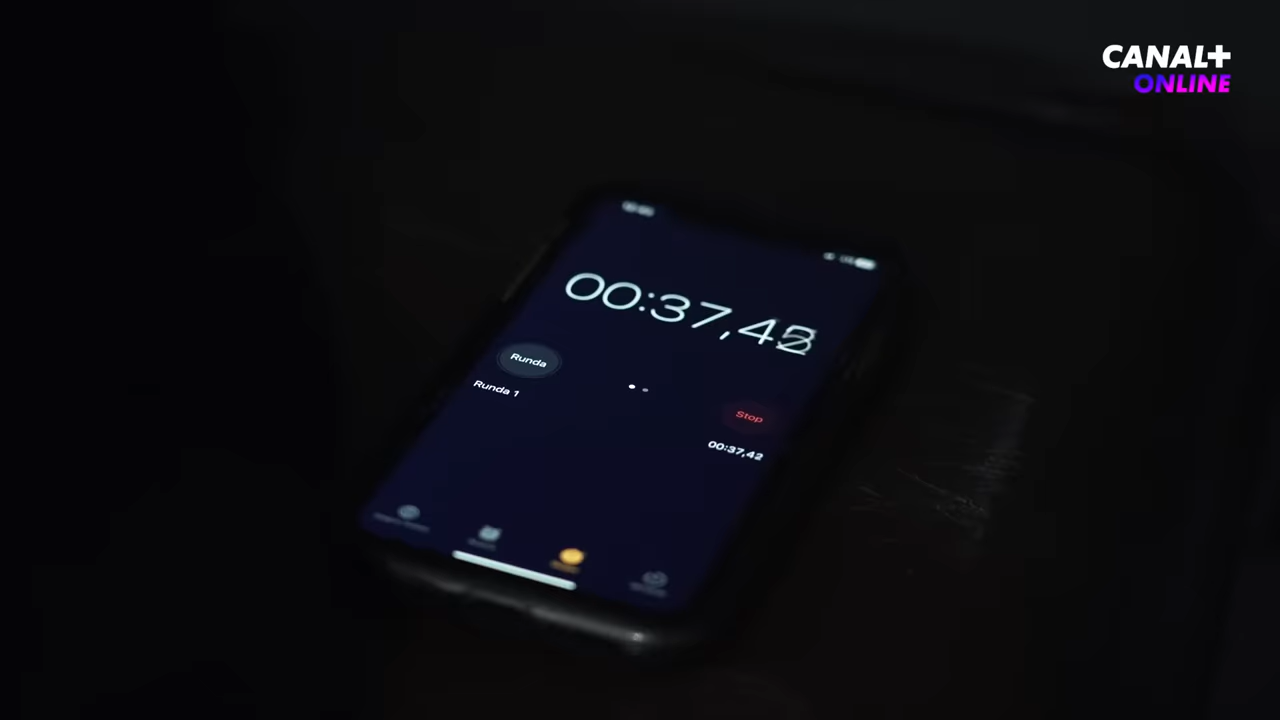 CANAL+
ONLINE
00:37,42
Runda
Runda 1
Stop
00:37,42